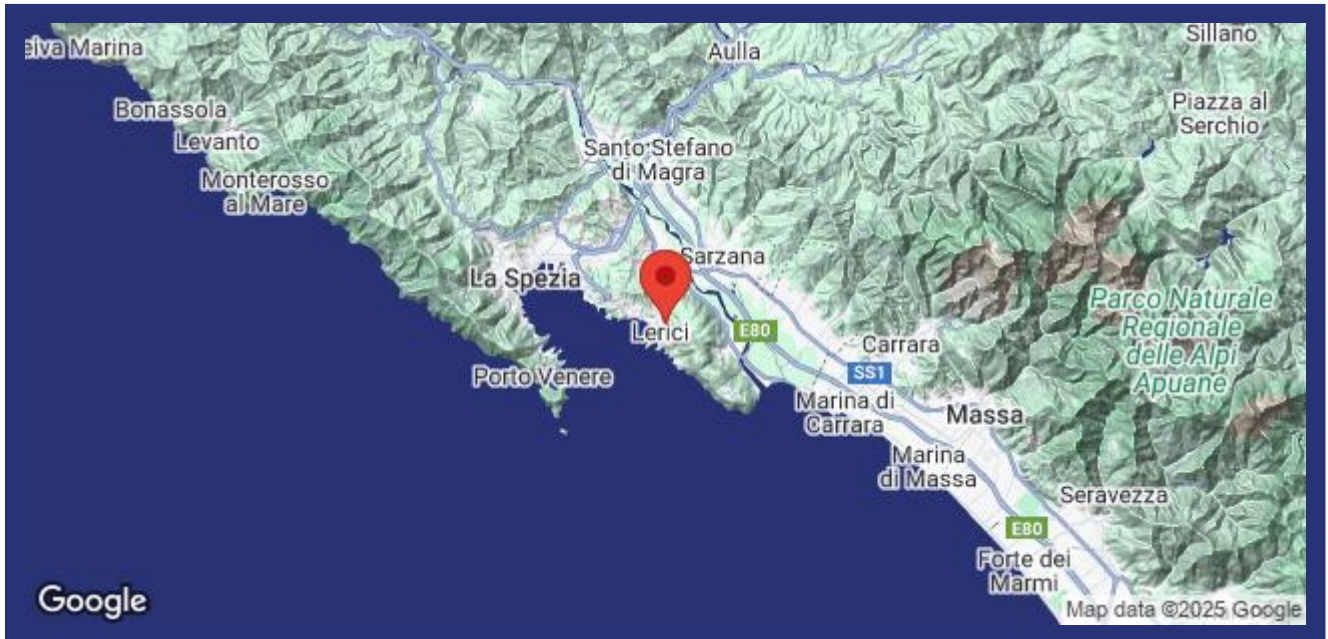 Sillano
eiva Marina
Aulla
Bonassola
Piazza al
Serchio
Levanto
Santo Stefano
di Magra
Monterosso
al Mare
Sarzana
La Spezia
Parco Naturale
Regionale
delle Alpi
Apuane
Lerici
E80
Carrara
SS1
Porto Venere
Marina di
Carrara
Massa
Marina
di Massa
Seravezza
E80
Forte dei
Marmi
Google
Map data ©2025 Google